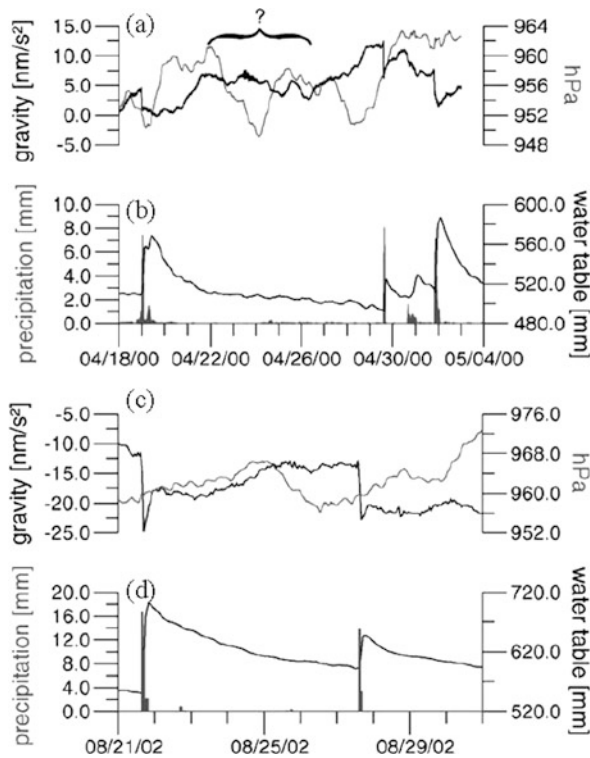 (a)
?
15.0
10.0
5.0
0.0
-5.0
gravity [nm/s²]
964
960
956
952
948
hPa
(b)
10.0
8.0
6.0
4.0
2.0
0.0
precipitation [mm]
600.0
560.0
520.0
480.0
water table [mm]
04/18/00 04/22/00 04/26/00 04/30/00 05/04/00
(c)
-5.0
-10.0
-15.0
-20.0
-25.0
gravity [nm/s²]
976.0
968.0
960.0
952.0
hPa
(d)
20.0
16.0
12.0
8.0
4.0
0.0
precipitation [mm]
720.0
600.0
520.0
water table [mm]
08/21/02 08/25/02 08/29/02